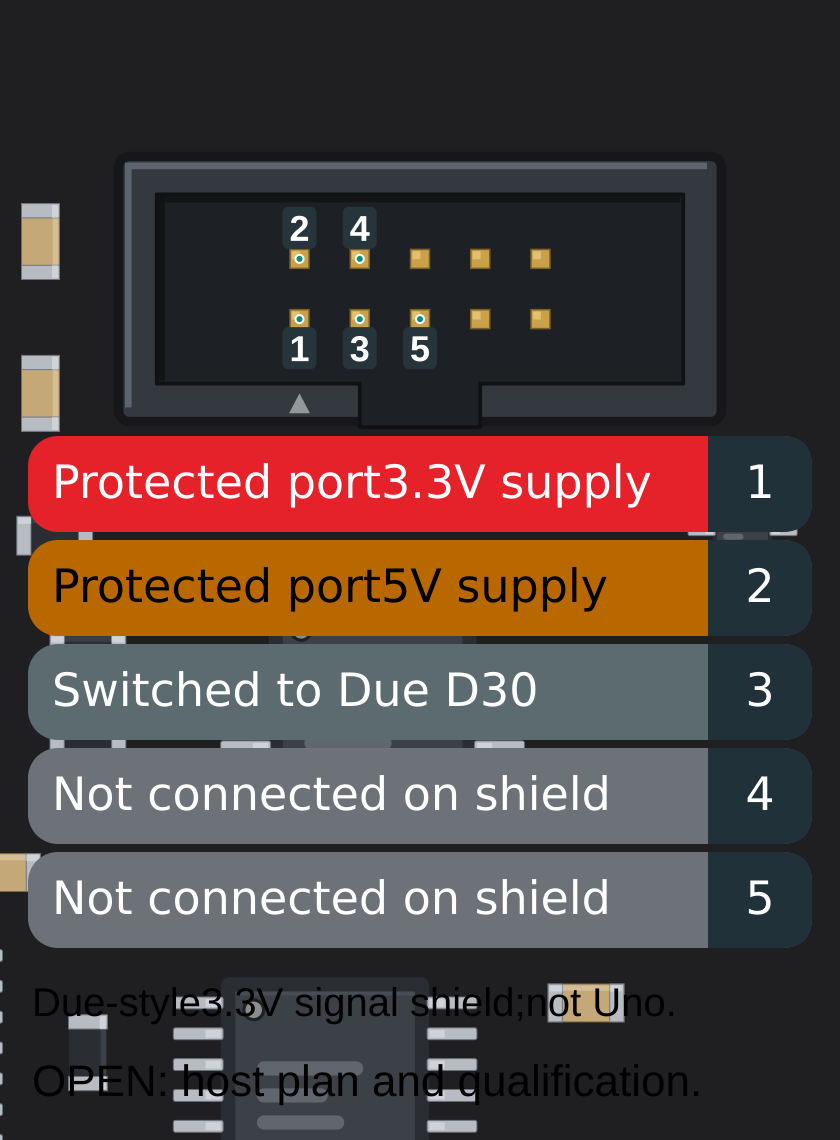 2 4
1 3 5
Protected port3.3V supply 1
Protected port5V supply 2
Switched to Due D30 3
Not connected on shield 4
Not connected on shield 5
Due-style3.3V signal shield;not Uno.
OPEN: host plan and qualification.